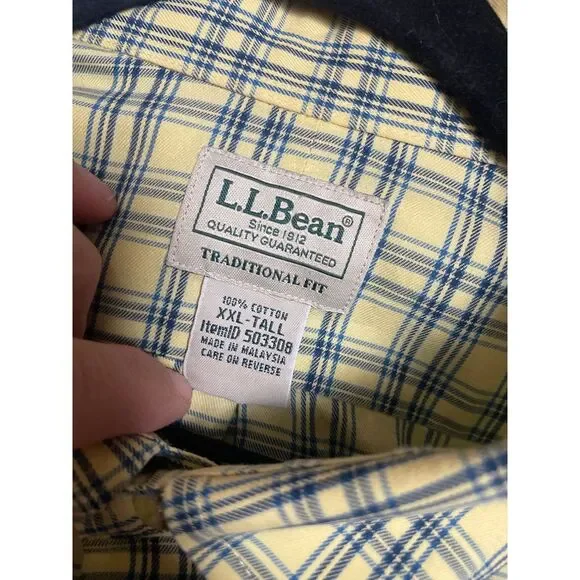 L.L.Bean®
Since 1912
QUALITY GUARANTEED
TRADITIONAL FIT
100% COTTON
XXL-TALL
ItemID 503308
MADE IN MALAYSIA
CARE ON REVERSE